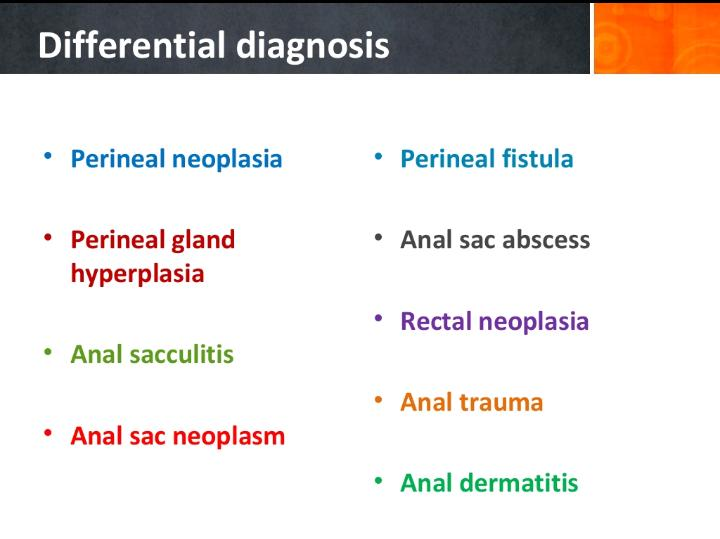 Differential diagnosis
• Perineal neoplasia
• Perineal gland
hyperplasia
• Anal sacculitis
• Anal sac neoplasm
• Perineal fistula
• Anal sac abscess
• Rectal neoplasia
• Anal trauma
• Anal dermatitis